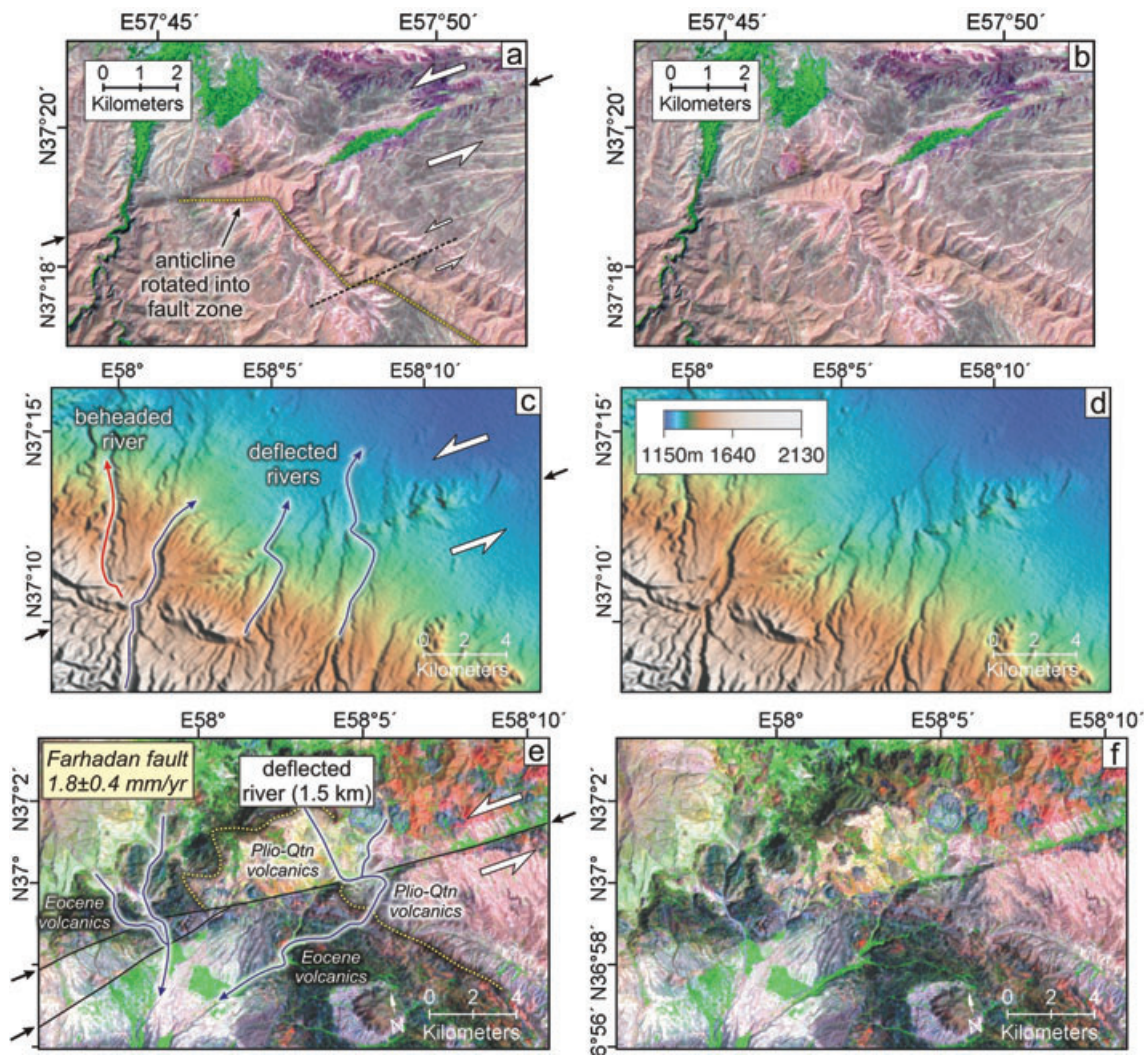 E57°45´
E57°50´
E57°45´
E57°50´
a
b
0 1 2
Kilometers
0 1 2
Kilometers
N37°20´
N37°20´
anticline
rotated into
fault zone
N37°18´
N37°18´
E58°
E58°5´
E58°10´
E58°
E58°5´
E58°10´
c
d
N37°15´
N37°15´
beheaded
river
deflected
rivers
1150m 1640 2130
N37°10´
N37°10´
0 2 4
Kilometers
0 2 4
Kilometers
E58°
E58°5´
E58°10´
E58°
E58°5´
E58°10´
e
f
Farhadan fault
1.8±0.4 mm/yr
deflected
river (1.5 km)
N37°2´
N37°2´
Plio-Qtn
volcanics
N37°
N37°
Eocene
volcanics
Plio-Qtn
volcanics
Eocene
volcanics
N36°58´
0 2 4
Kilometers
N
0 2 4
Kilometers
6°56´